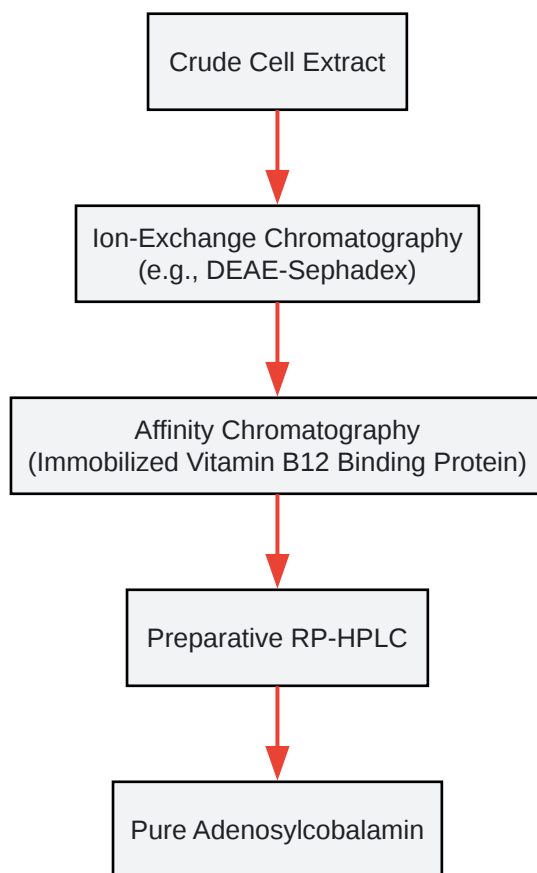 Crude Cell Extract
Ion-Exchange Chromatography
(e.g., DEAE-Sephadex)
Affinity Chromatography
(Immobilized Vitamin B12 Binding Protein)
Preparative RP-HPLC
Pure Adenosylcobalamin